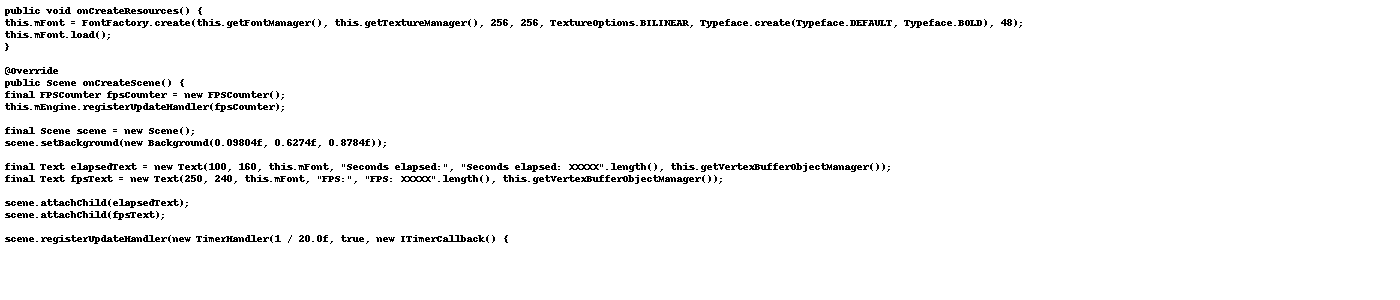 public void onCreateResources() {
this.mFont = FontFactory.create(this.getFontManager(), this.getTextureManager(), 256, 256, TextureOptions.BILINEAR, Typeface.create(Typeface.DEFAULT, Typeface.BOLD), 48);
this.mFont.load();
}
@Override
public Scene onCreateScene() {
final FPSCounter fpsCounter = new FPSCounter();
this.mEngine.registerUpdateHandler(fpsCounter);
final Scene scene = new Scene();
scene.setBackground(new Background(0.09804f, 0.6274f, 0.8784f));
final Text elapsedText = new Text(100, 160, this.mFont, "Seconds elapsed:", "Seconds elapsed: XXXXX".length(), this.getVertexBufferObjectManager());
final Text fpsText = new Text(250, 240, this.mFont, "FPS:", "FPS: XXXXX".length(), this.getVertexBufferObjectManager());
scene.attachChild(elapsedText);
scene.attachChild(fpsText);
scene.registerUpdateHandler(new TimerHandler(1 / 20.0f, true, new ITimerCallback() {